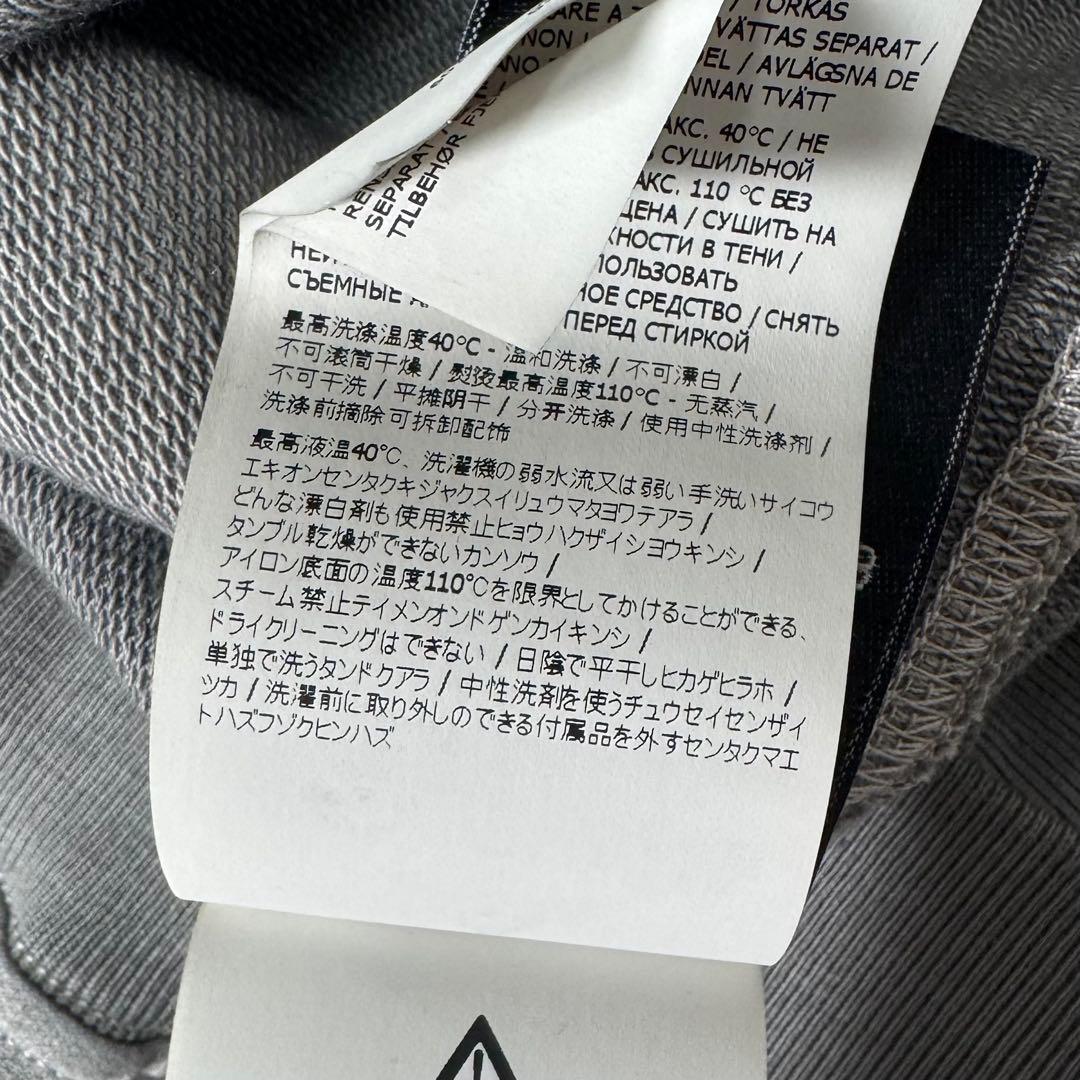 ARE A
/ TORKAS
NON
VÄTTAS SEPARAT /
ANO
DEL / AVLÄGSNA DE
NNAN TVÄTT
SEPARAT
TILBEHØR
АКС. 40°C / НЕ
СУШИЛЬНОЙ
АКС. 110 °C БЕЗ
ЦЕНА / СУШИТЬ НА
ХНОСТИ В ТЕНИ /
ПОЛЬЗОВАТЬ
НОЕ СРЕДСТВО / СНЯТЬ
СЪЕМНЫЕ
ПЕРЕД СТИРКОЙ
最高洗涤温度40°C - 温和洗涤 / 不可漂白 /
不可滚筒干燥 / 熨烫最高温度110°C - 无蒸汽 /
不可干洗 / 平摊阴干 / 分开洗涤 / 使用中性洗涤剂 /
洗涤前摘除可拆卸配饰
最高液温40°C、洗濯機の弱水流又は弱い手洗いサイコウ
エキオンセンタクキジャクスイリュウマタヨワテアラ /
どんな漂白剤も使用禁止ヒョウハクザイシヨウキンシ /
タンブル乾燥ができないカンソウ /
アイロン底面の温度110°Cを限界としてかけることができる、
スチーム禁止テイメンオンドゲンカイキンシ /
ドライクリーニングはできない / 日陰で平干しヒカゲヒラホ /
単独で洗うタンドクアラ / 中性洗剤を使うチュウセイセンザイ
ツカ / 洗濯前に取り外しのできる付属品を外すセンタクマエ
トハズフゾクヒンハズ